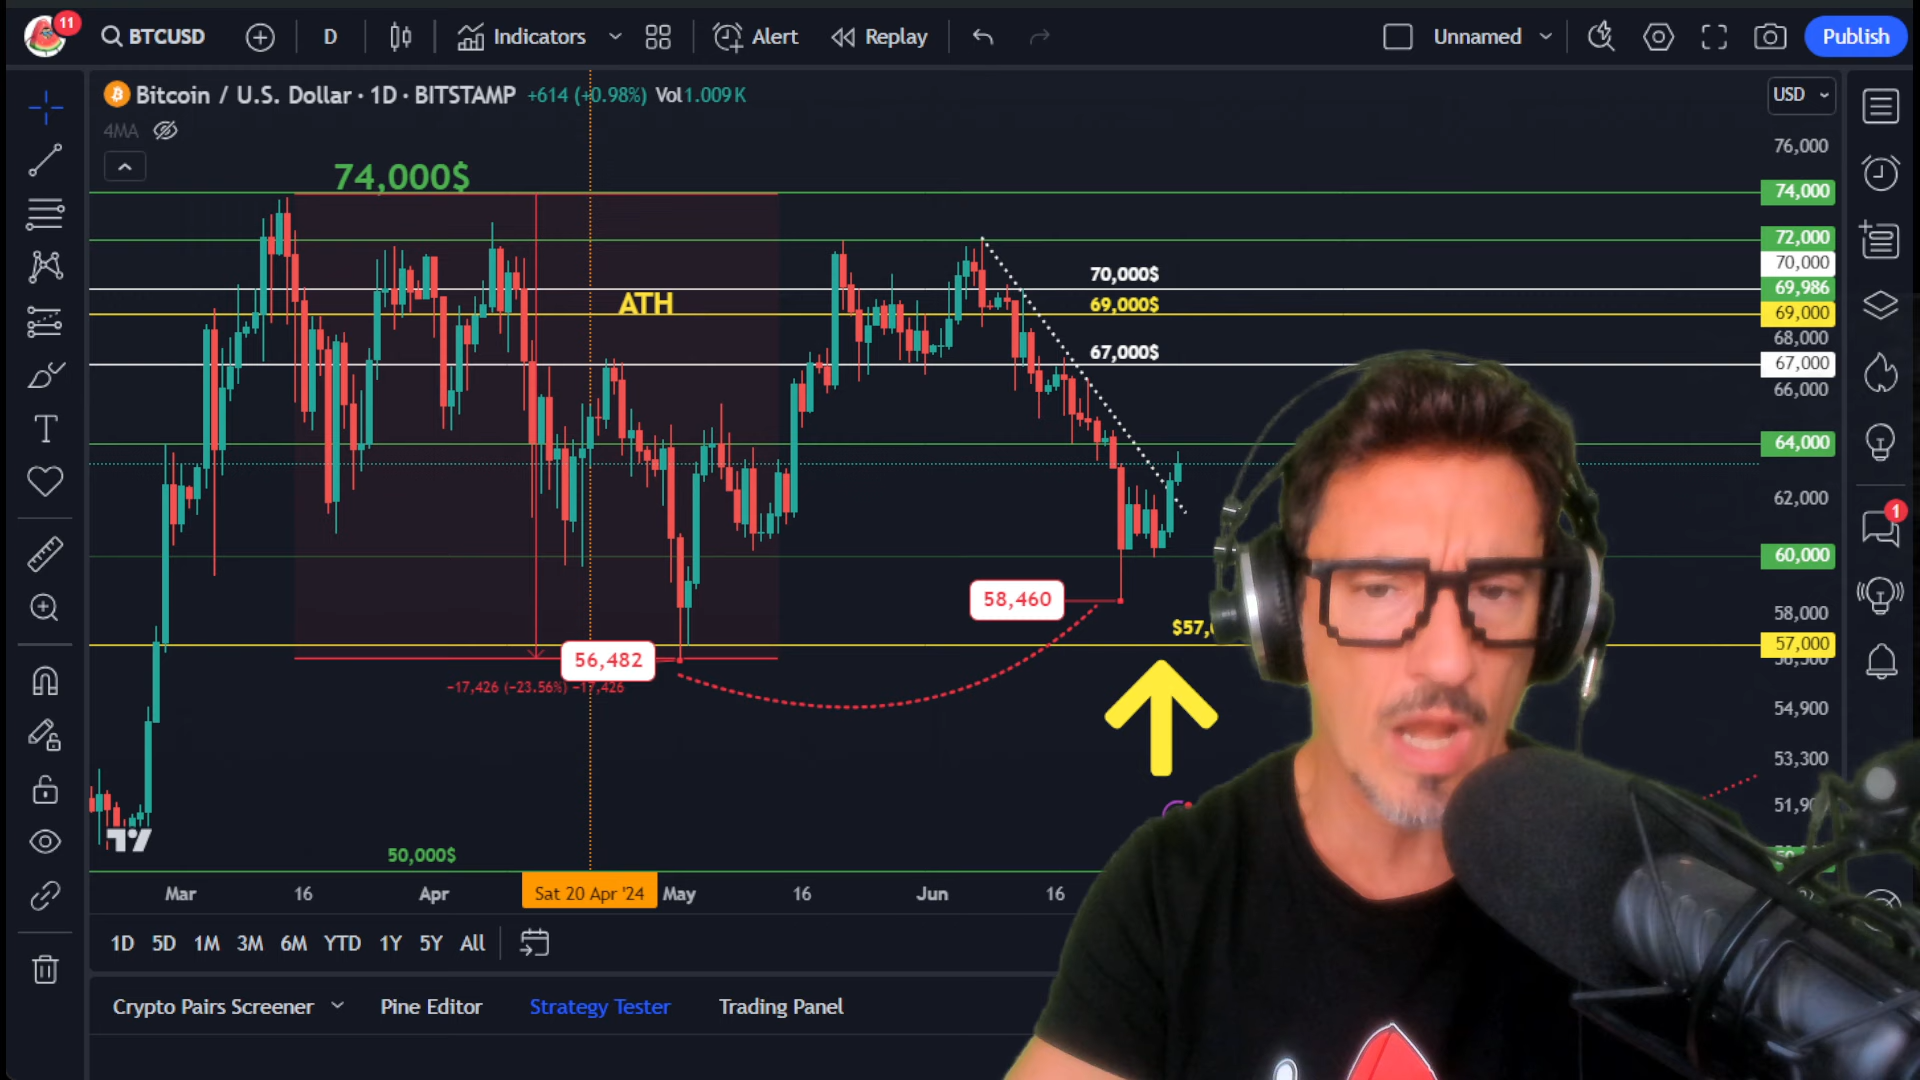 11 BTCUSD D Indicators Alert Replay Unnamed Publish
Bitcoin / U.S. Dollar · 1D · BITSTAMP +614 (+0.98%) Vol1.009 K
USD
4MA
76,000
74,000$
74,000
72,000
70,000$
70,000
69,986
ATH
69,000$
69,000
68,000
67,000$
67,000
66,000
64,000
62,000
1
60,000
58,460
58,000
$57,
57,000
56,482
−17,426 (−23.56%) −17,426
54,900
53,300
50,000$
Mar 16 Apr Sat 20 Apr '24 May 16 Jun 16
1D 5D 1M 3M 6M YTD 1Y 5Y All
Crypto Pairs Screener Pine Editor Strategy Tester Trading Panel